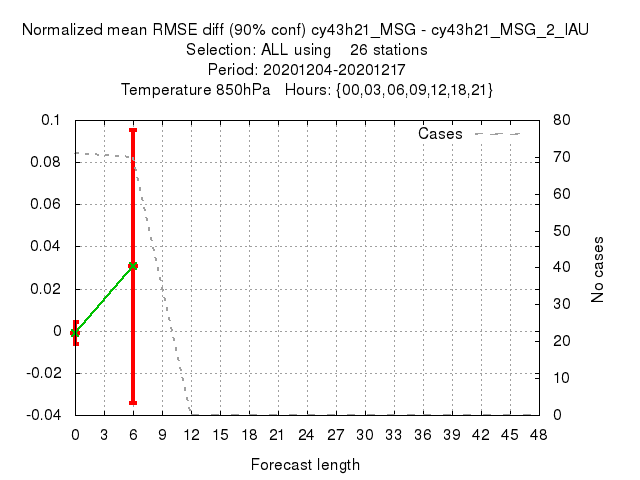 Normalized mean RMSE diff (90% conf) cy43h21_MSG - cy43h21_MSG_2_IAU
Selection: ALL using 26 stations
Period: 20201204-20201217
Temperature 850hPa Hours: {00,03,06,09,12,18,21}
Cases
0.1
0.08
0.06
0.04
0.02
0
-0.02
-0.04
80
70
60
50
40
30
20
10
0
No cases
0 3 6 9 12 15 18 21 24 27 30 33 36 39 42 45 48
Forecast length